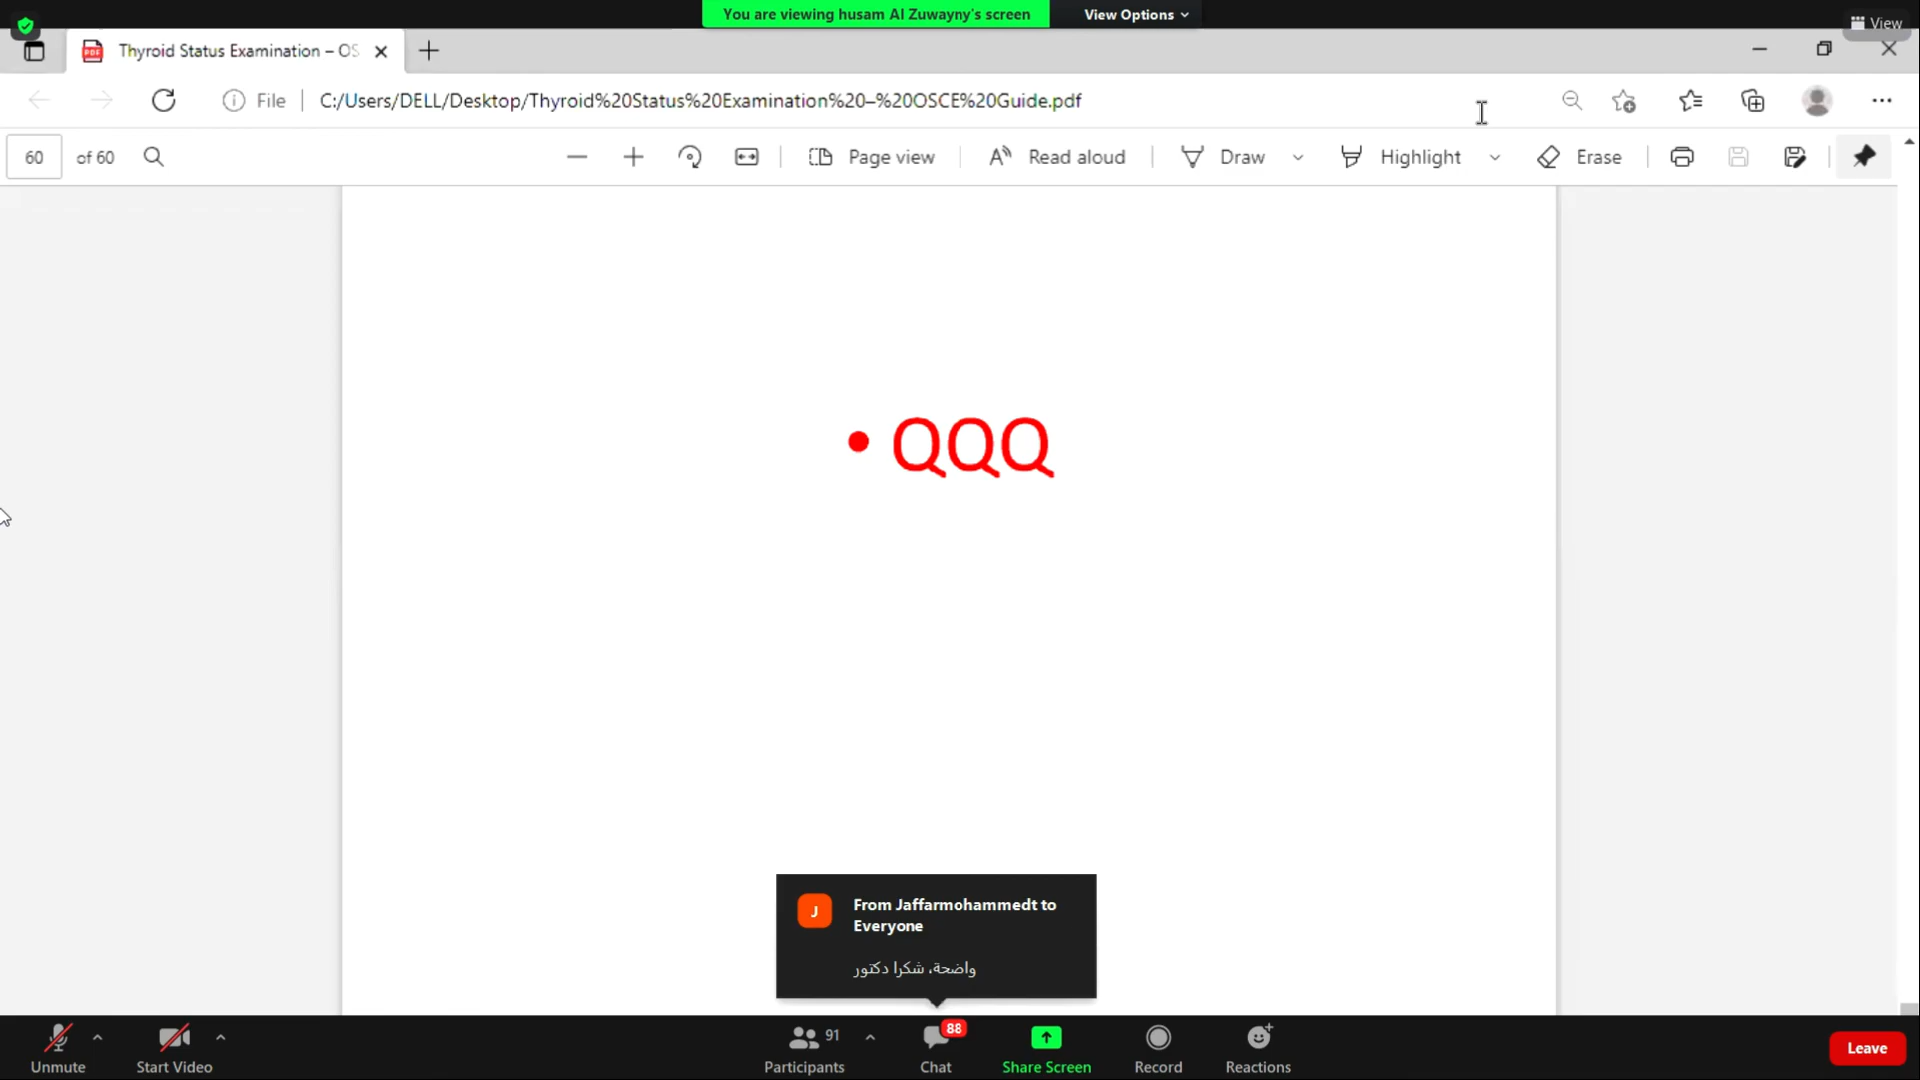 You are viewing husam Al Zuwayny's screen
View Options
View
Thyroid Status Examination – OS
File
C:/Users/DELL/Desktop/Thyroid%20Status%20Examination%20–%20OSCE%20Guide.pdf
60 of 60
Page view
Read aloud
Draw
Highlight
Erase
• QQQ
J
From Jaffarmohammedt to
Everyone
واضحة، شكرا دكتور
Unmute
Start Video
91
Participants
88
Chat
Share Screen
Record
Reactions
Leave